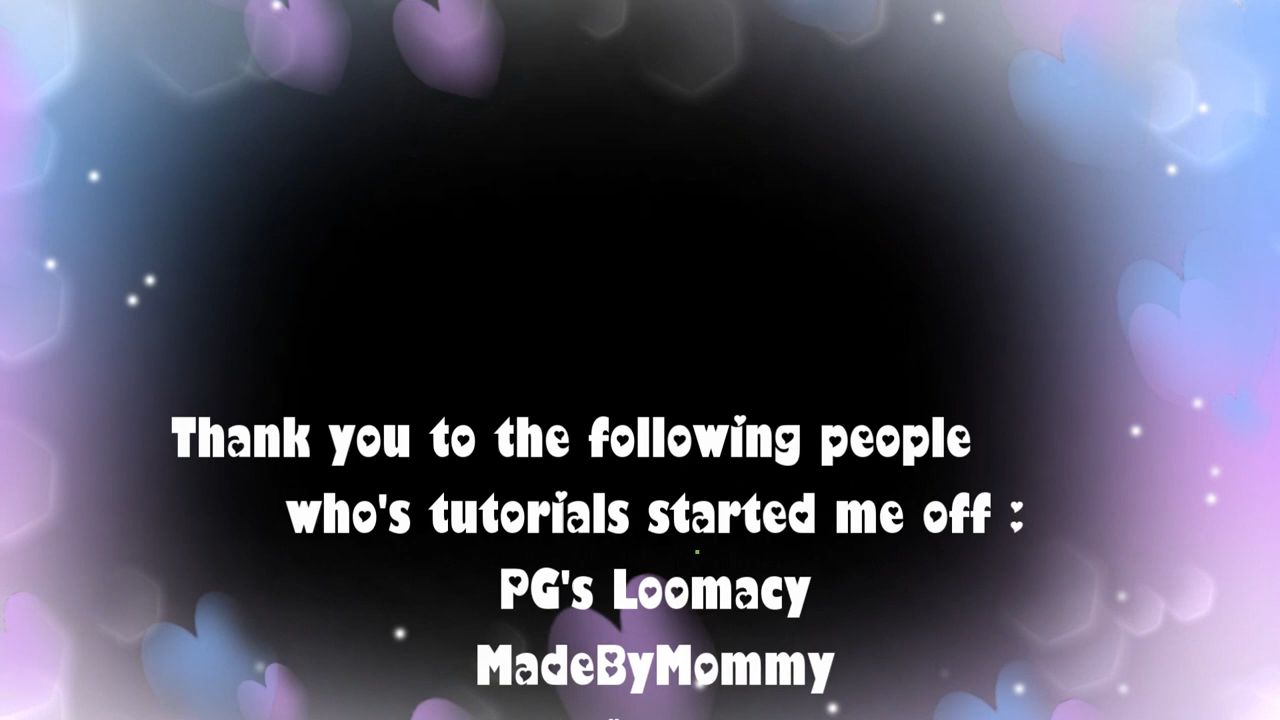 Thank you to the following people
who's tutorials started me off :
PG's Loomacy
MadeByMommy